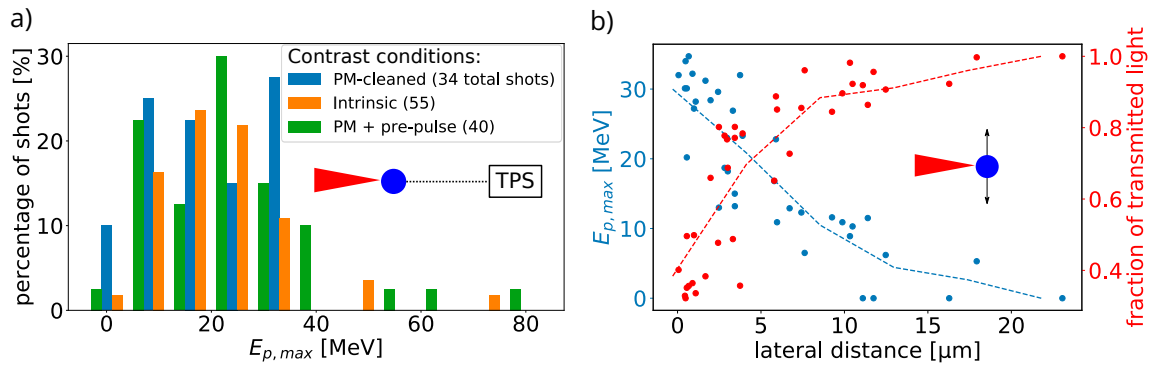 a)
percentage of shots [%]
30
20
10
0
Contrast conditions:
PM-cleaned (34 total shots)
Intrinsic (55)
PM + pre-pulse (40)
TPS
0 20 40 60 80
E_{p,max} [MeV]
b)
E_{p,max} [MeV]
30
20
10
0
0 5 10 15 20
lateral distance [µm]
1.0
0.8
0.6
0.4
fraction of transmitted light